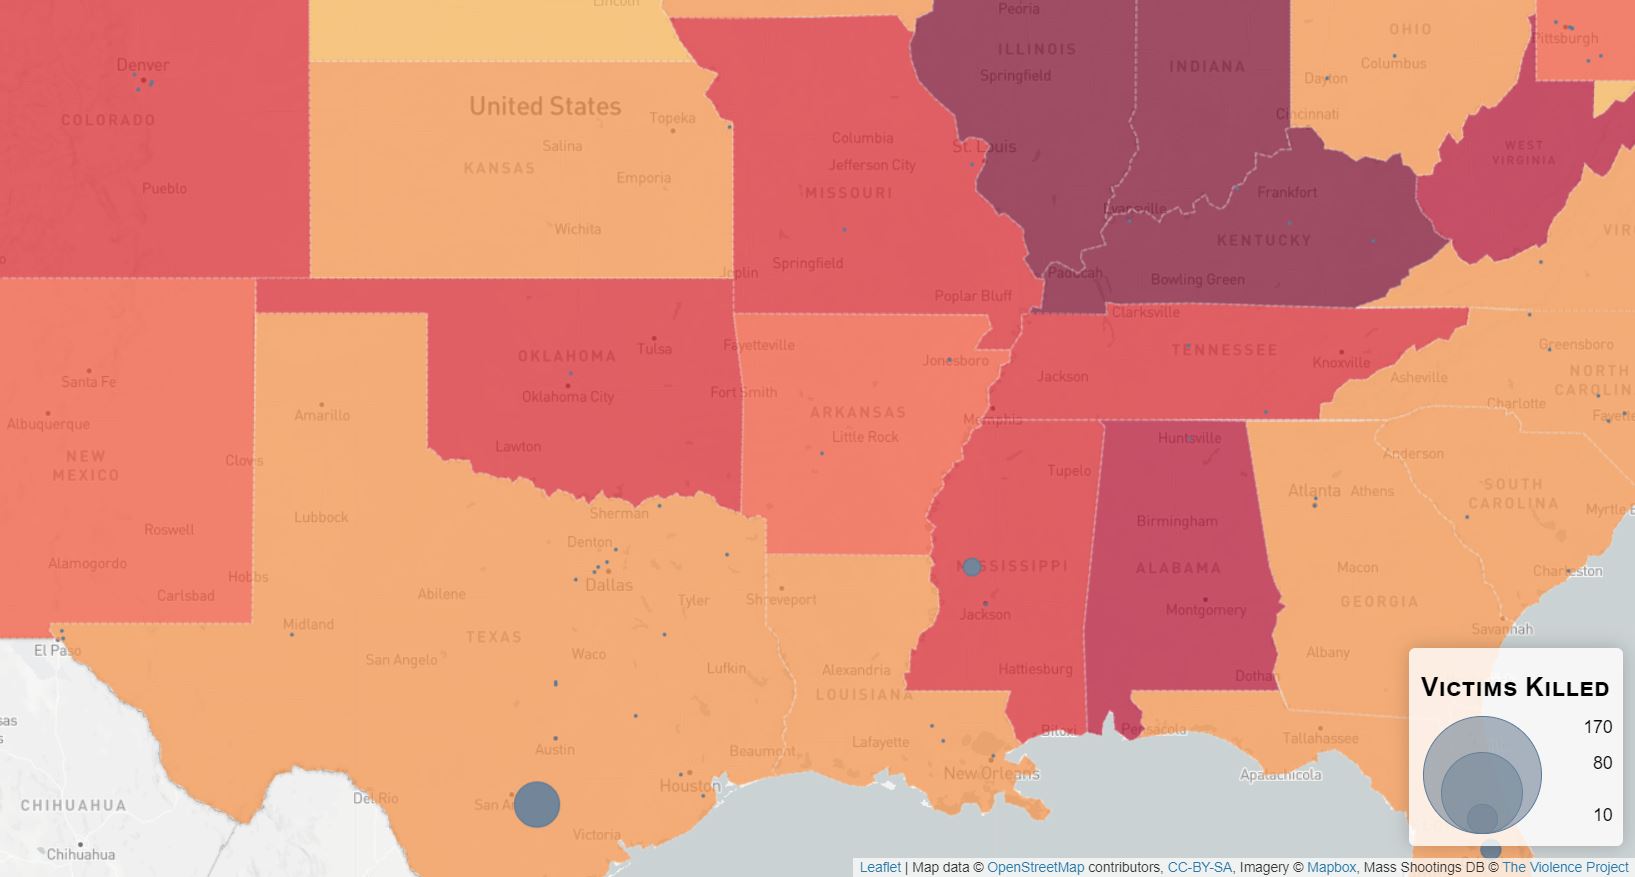 Lincoln
Peoria
OHIO
Pittsburgh
ILLINOIS
Denver
Springfield
INDIANA
Columbus
Dayton
United States
COLORADO
Topeka
Cincinnati
Columbia
St. Louis
Salina
KANSAS
Jefferson City
WEST
VIRGINIA
Emporia
Pueblo
MISSOURI
Frankfort
Evansville
Wichita
VIR
KENTUCKY
Springfield
Joplin
Paducah
Bowling Green
Poplar Bluff
Clarksville
Fayetteville
OKLAHOMA
Tulsa
TENNESSEE
Greensboro
Jonesboro
Knoxville
NORTH
CAROLIN
Santa Fe
Jackson
Asheville
Oklahoma City
Fort Smith
Charlotte
Amarillo
ARKANSAS
Memphis
Fayette
Albuquerque
Little Rock
Huntsville
Lawton
Anderson
NEW
MEXICO
Clovis
Tupelo
SOUTH
CAROLINA
Atlanta
Athens
Lubbock
Sherman
Birmingham
Myrtle B
Roswell
Denton
Alamogordo
Hobbs
MISSISSIPPI
ALABAMA
Macon
Charleston
Dallas
Carlsbad
Abilene
Tyler
Shreveport
GEORGIA
Montgomery
Jackson
Midland
Savannah
El Paso
TEXAS
Waco
Albany
San Angelo
Lufkin
Alexandria
Hattiesburg
Dothan
LOUISIANA
Victims Killed
sas
s
Biloxi
Pensacola
170
Austin
Beaumont
Lafayette
Tallahassee
80
New Orleans
Apalachicola
Houston
Del Rio
San An
CHIHUAHUA
10
Victoria
Chihuahua
Leaflet | Map data © OpenStreetMap contributors, CC-BY-SA, Imagery © Mapbox, Mass Shootings DB © The Violence Project